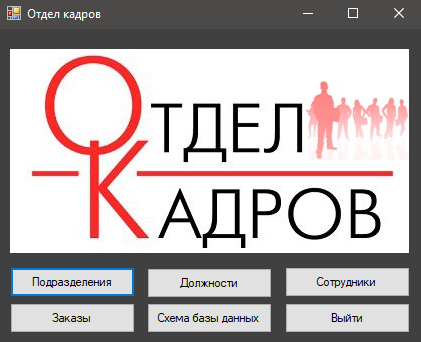 Отдел кадров
ОТДЕЛ
КАДРОВ
Подразделения Должности Сотрудники
Заказы Схема базы данных Выйти